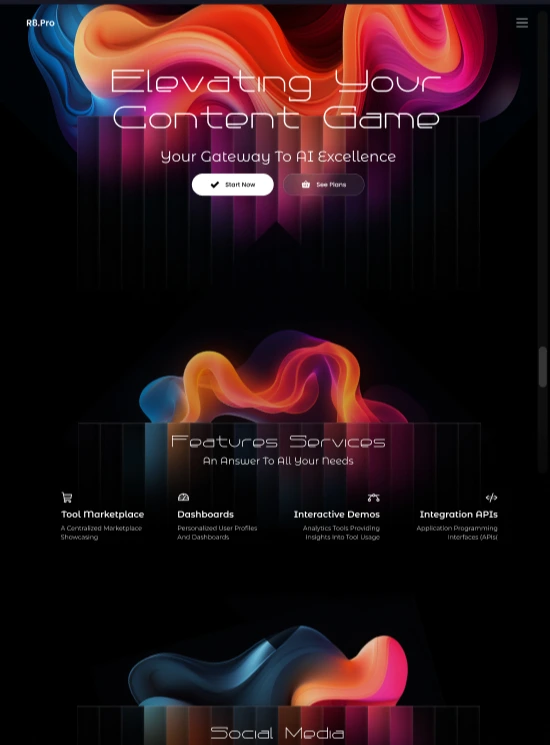 RB.Pro
Elevating Your
Content Game
Your Gateway To AI Excellence
Start Now
See Plans
Features Services
An Answer To All Your Needs
Tool Marketplace
A Centralized Marketplace
Showcasing
Dashboards
Personalized User Profiles
And Dashboards
Interactive Demos
Analytics Tools Providing
Insights Into Tool Usage
Integration APIs
Application Programming
Interfaces (APIs(
Social Media